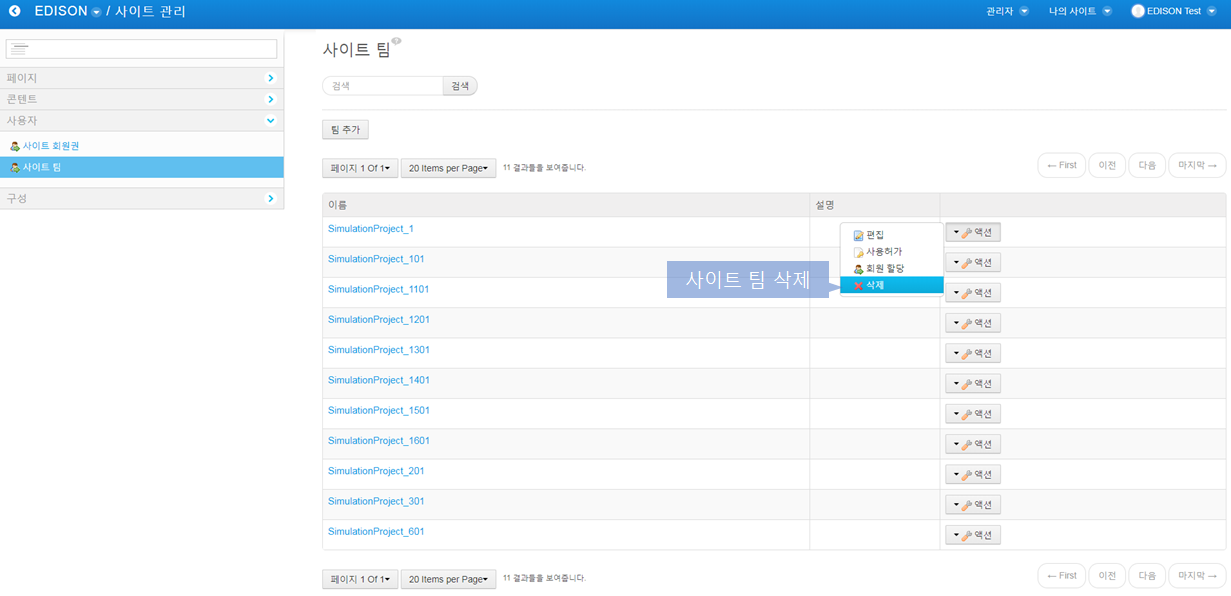 EDISON / 사이트 관리
관리자 나의 사이트 EDISON Test
페이지
콘텐트
사용자
사이트 회원권
사이트 팀
구성
사이트 팀
검색 검색
팀 추가
페이지 1 Of 1 20 Items per Page 11 결과들을 보여줍니다.
← First 이전 다음 마지막 →
이름 설명
SimulationProject_1 액션
편집
사용허가
회원 할당
삭제
사이트 팀 삭제
SimulationProject_101 액션
SimulationProject_1101 액션
SimulationProject_1201 액션
SimulationProject_1301 액션
SimulationProject_1401 액션
SimulationProject_1501 액션
SimulationProject_1601 액션
SimulationProject_201 액션
SimulationProject_301 액션
SimulationProject_601 액션
페이지 1 Of 1 20 Items per Page 11 결과들을 보여줍니다.
← First 이전 다음 마지막 →